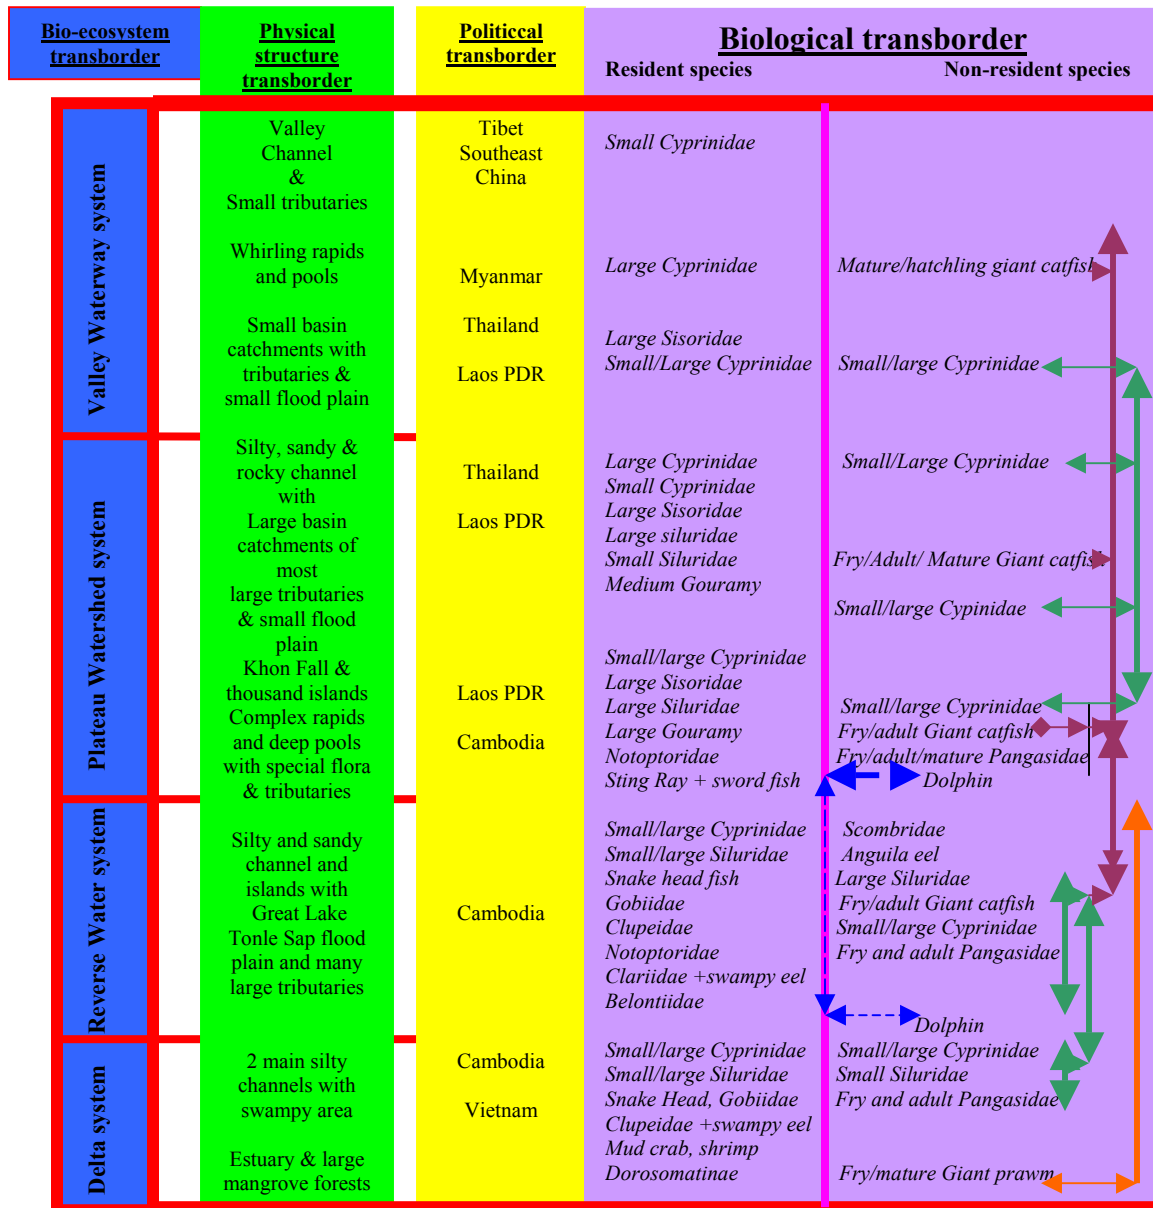 Bio-ecosystem
transborder
Physical
structure
transborder
Politiccal
transborder
Biological transborder
Resident species
Non-resident species
Valley Waterway system
Valley
Channel
&
Small tributaries
Whirling rapids
and pools
Small basin
catchments with
tributaries &
small flood plain
Tibet
Southeast
China
Myanmar
Thailand
Laos PDR
Small Cyprinidae
Large Cyprinidae
Large Sisoridae
Small/Large Cyprinidae
Mature/hatchling giant catfish
Small/large Cyprinidae
Plateau Watershed system
Silty, sandy &
rocky channel
with
Large basin
catchments of
most
large tributaries
& small flood
plain
Khon Fall &
thousand islands
Complex rapids
and deep pools
with special flora
& tributaries
Thailand
Laos PDR
Laos PDR
Cambodia
Large Cyprinidae
Small Cyprinidae
Large Sisoridae
Large siluridae
Small Siluridae
Medium Gouramy
Small/large Cyprinidae
Large Sisoridae
Large Siluridae
Large Gouramy
Notoptoridae
Sting Ray + sword fish
Small/Large Cyprinidae
Fry/Adult/ Mature Giant catfish
Small/large Cypinidae
Small/large Cyprinidae
Fry/adult Giant catfish
Fry/adult/mature Pangasidae
Dolphin
Reverse Water system
Silty and sandy
channel and
islands with
Great Lake
Tonle Sap flood
plain and many
large tributaries
Cambodia
Small/large Cyprinidae
Small/large Siluridae
Snake head fish
Gobiidae
Clupeidae
Notoptoridae
Clariidae +swampy eel
Belontiidae
Scombridae
Anguila eel
Large Siluridae
Fry/adult Giant catfish
Small/large Cyprinidae
Fry and adult Pangasidae
Dolphin
Delta system
2 main silty
channels with
swampy area
Estuary & large
mangrove forests
Cambodia
Vietnam
Small/large Cyprinidae
Small/large Siluridae
Snake Head, Gobiidae
Clupeidae +swampy eel
Mud crab, shrimp
Dorosomatinae
Small/large Cyprinidae
Small Siluridae
Fry and adult Pangasidae
Fry/mature Giant prawm